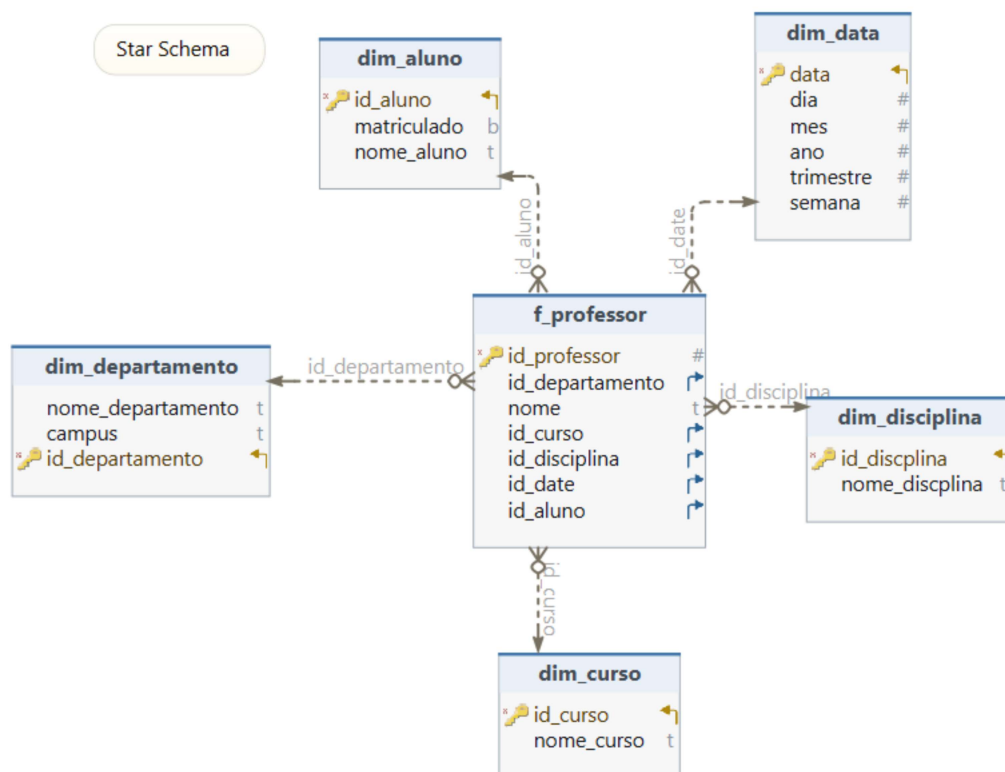 Star Schema
dim_aluno
id_aluno
matriculado b
nome_aluno t
dim_data
data
dia #
mes #
ano #
trimestre #
semana #
id_aluno
id_date
f_professor
id_professor #
id_departamento
nome t
id_curso
id_disciplina
id_date
id_aluno
dim_departamento
nome_departamento t
campus t
id_departamento
id_departamento
id_disciplina
dim_disciplina
id_discplina
nome_discplina t
id_curso
dim_curso
id_curso
nome_curso t